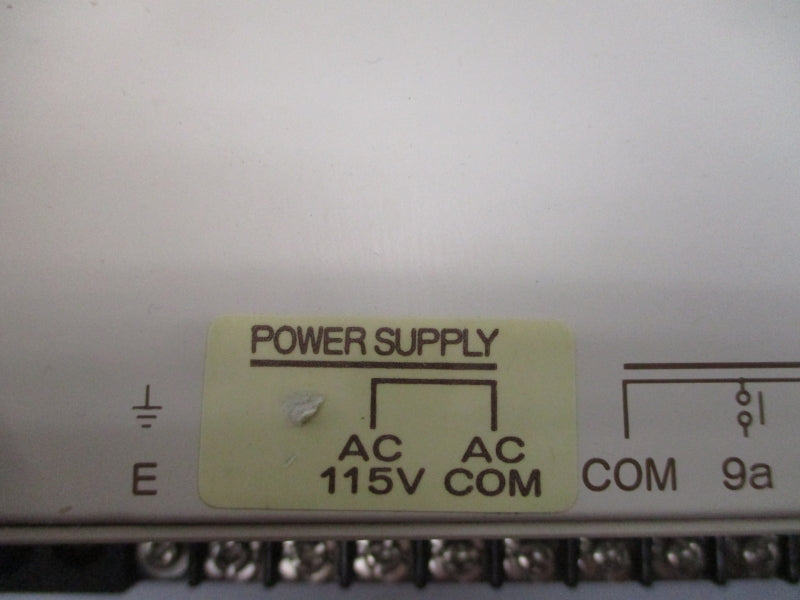 POWER SUPPLY
E
AC 115V
AC COM
COM
9a